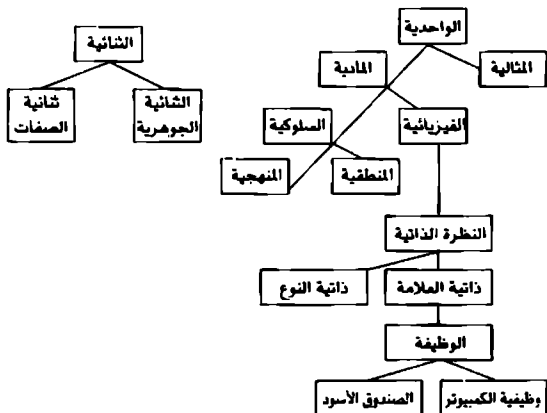 الواحدية
الثنائية
المثالية
المادية
الثنائية
الجوهرية
ثنائية
الصفات
الفيزيائية
السلوكية
المنطقية
المنهجية
النظرة الذاتية
ذاتية العلامة
ذاتية النوع
الوظيفة
وظيفية الكمبيوتر
الصندوق الأسود